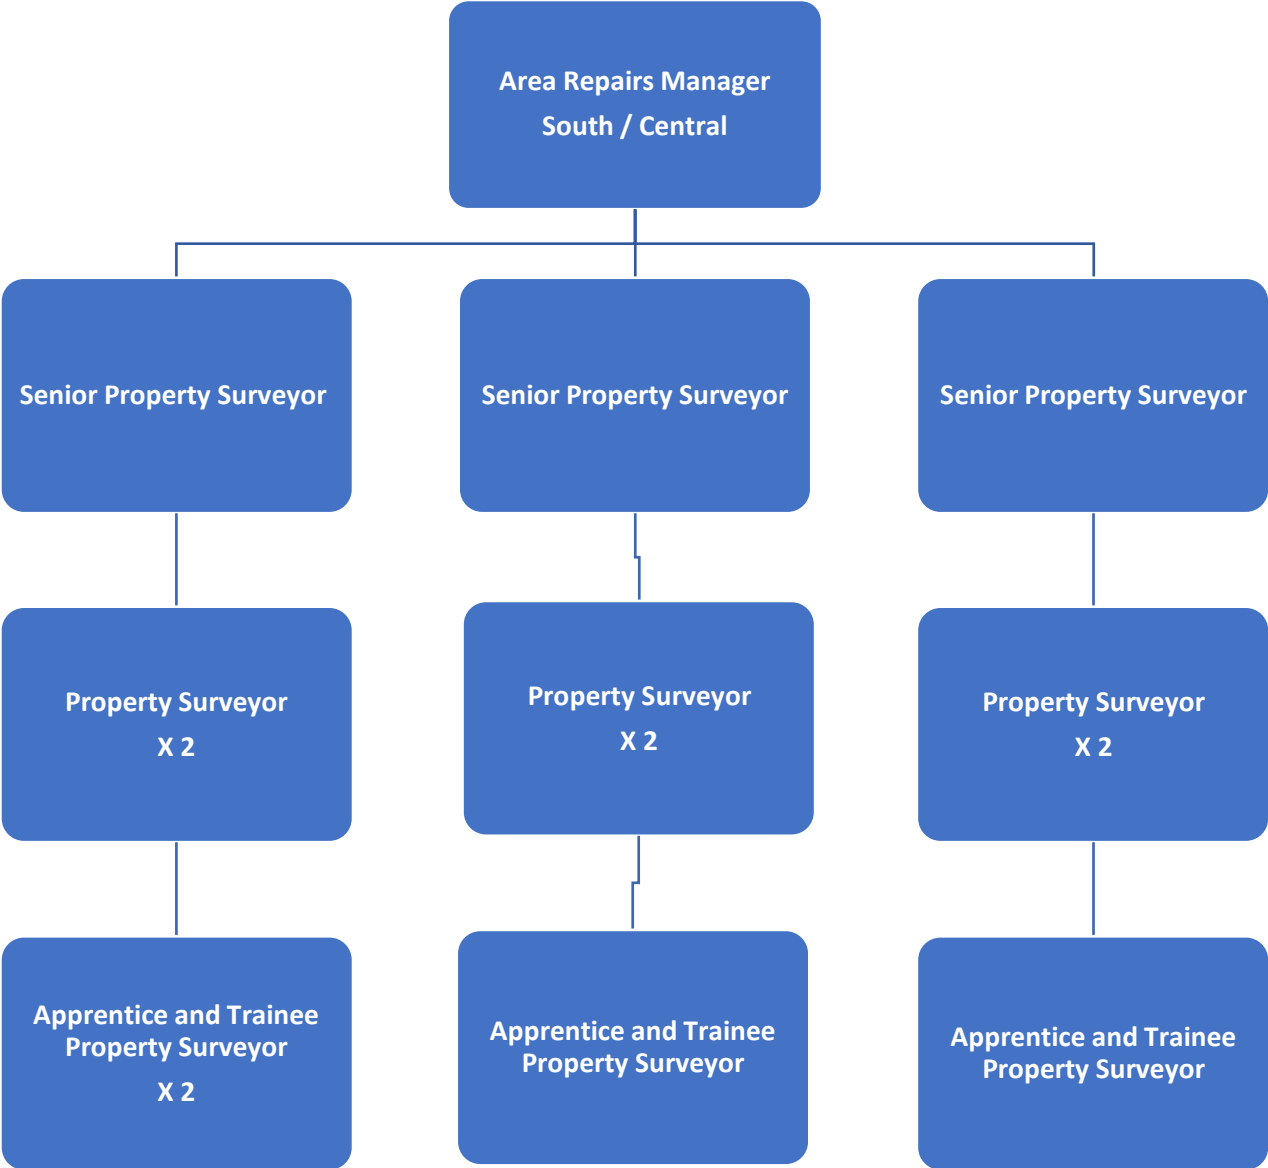 Area Repairs Manager
South / Central
Senior Property Surveyor
Senior Property Surveyor
Senior Property Surveyor
Property Surveyor
X 2
Property Surveyor
X 2
Property Surveyor
X 2
Apprentice and Trainee
Property Surveyor
X 2
Apprentice and Trainee
Property Surveyor
Apprentice and Trainee
Property Surveyor